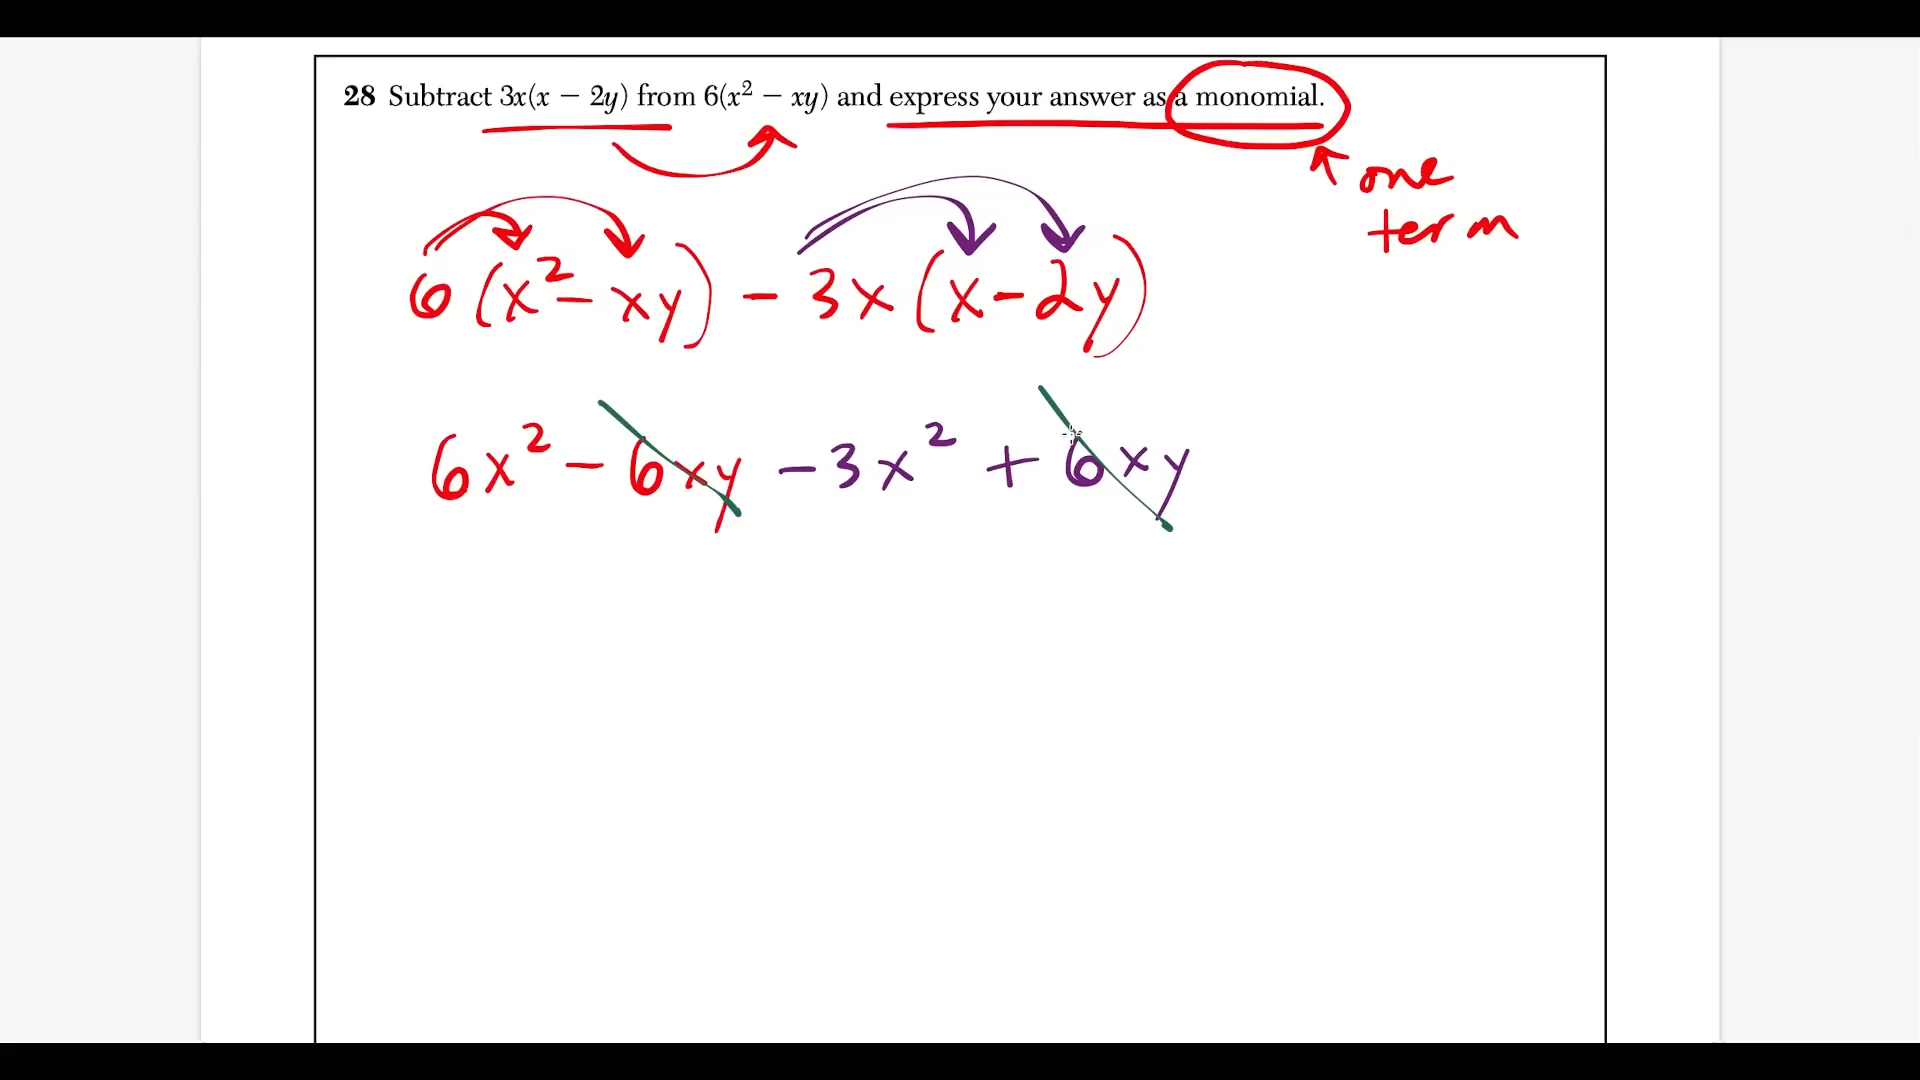 28 Subtract 3x(x − 2y) from 6(x² − xy) and express your answer as a monomial.
one
term
6(x² − xy) − 3x(x − 2y)
6x² − 6xy − 3x² + 6xy